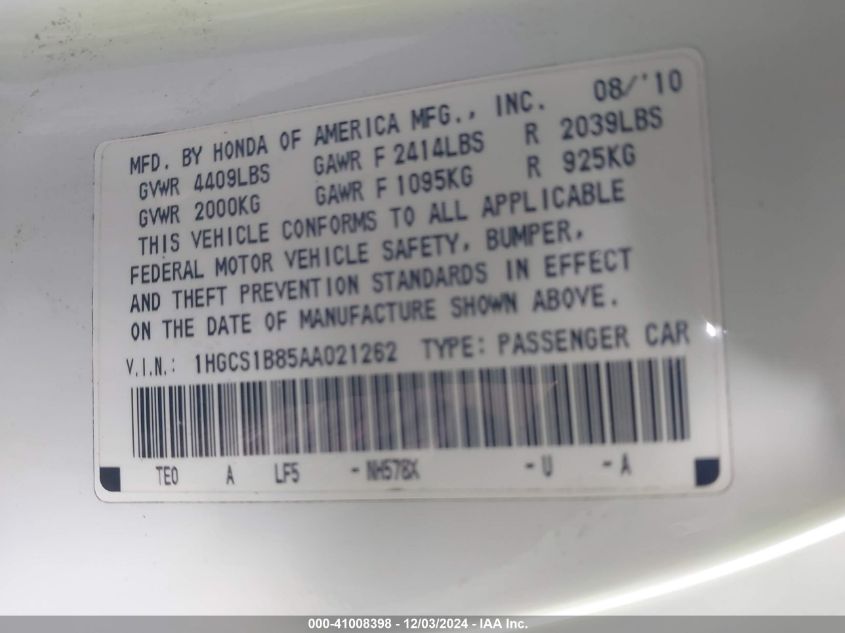 MFD. BY HONDA OF AMERICA MFG., INC. 08/'10
GVWR 4409LBS GAWR F 2414LBS R 2039LBS
GVWR 2000KG GAWR F 1095KG R 925KG
THIS VEHICLE CONFORMS TO ALL APPLICABLE
FEDERAL MOTOR VEHICLE SAFETY, BUMPER,
AND THEFT PREVENTION STANDARDS IN EFFECT
ON THE DATE OF MANUFACTURE SHOWN ABOVE.
V.I.N.: 1HGCS1B85AA021262 TYPE: PASSENGER CAR
TE0 A LF5 - NH578X - U - A
000-41008398 - 12/03/2024 - IAA Inc.